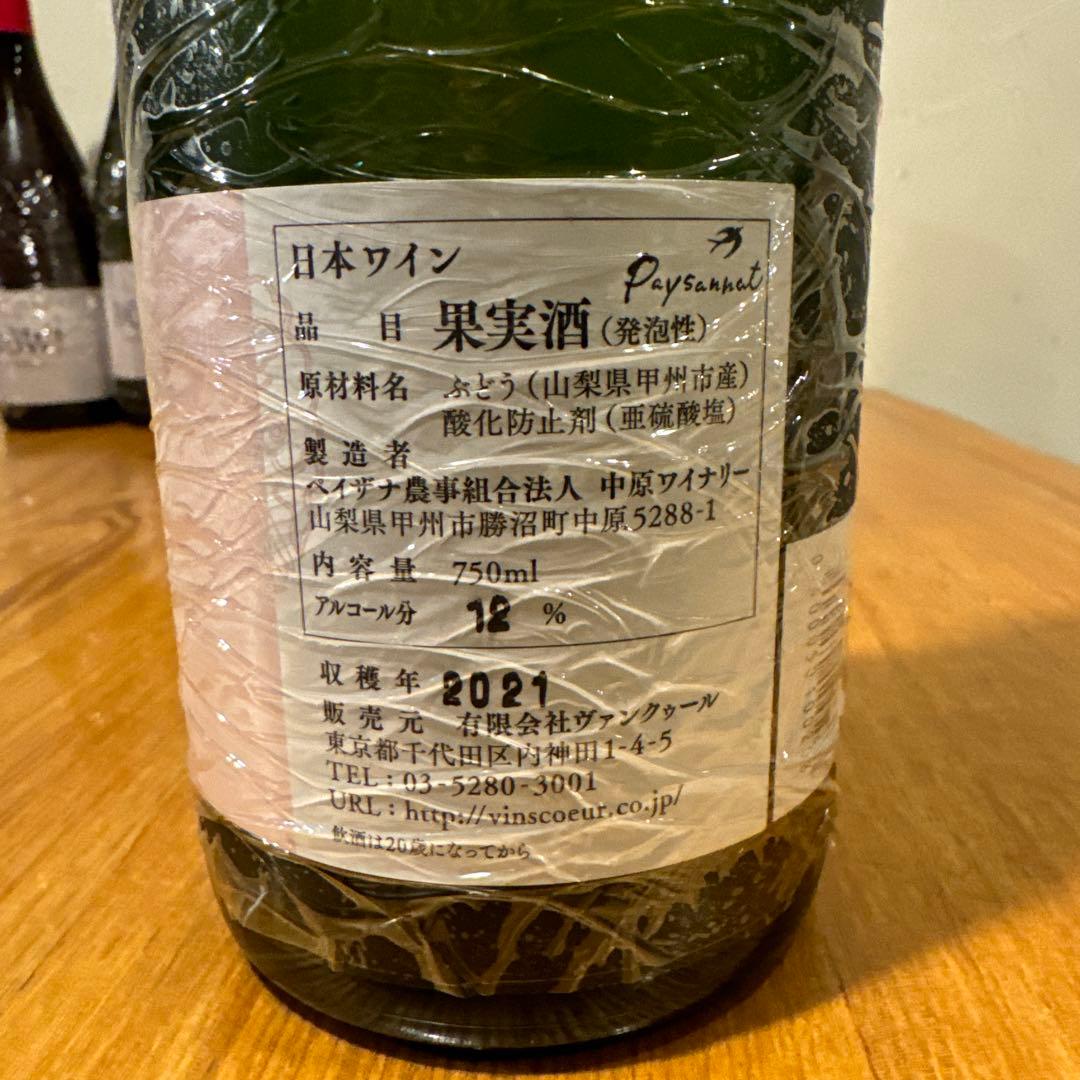 日本ワイン
Paysannat
品目 果実酒(発泡性)
原材料名 ぶどう(山梨県甲州市産)
酸化防止剤(亜硫酸塩)
製造者
ペイザナ農事組合法人 中原ワイナリー
山梨県甲州市勝沼町中原5288-1
内容量 750ml
アルコール分 12 %
収穫年 2021
販売元 有限会社ヴァンクゥール
東京都千代田区内神田1-4-5
TEL : 03-5280-3001
URL : http://vinscoeur.co.jp/
飲酒は20歳になってから